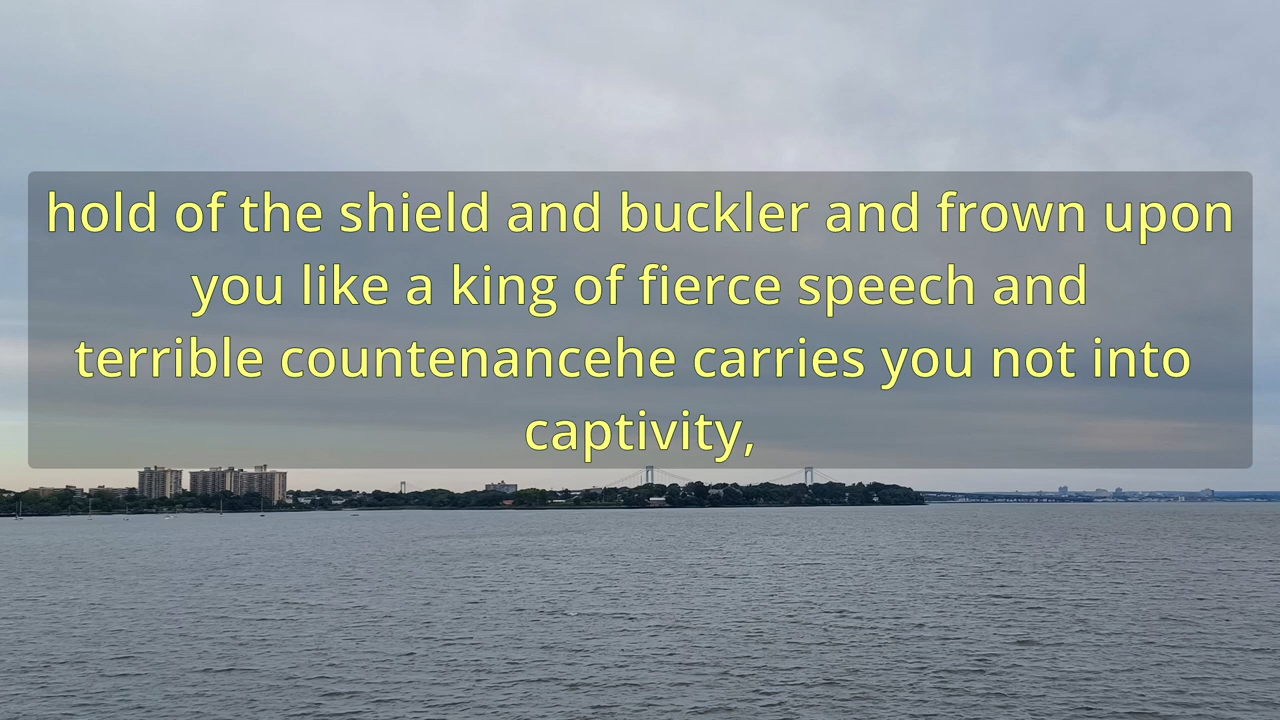 hold of the shield and buckler and frown upon
you like a king of fierce speech and
terrible countenancehe carries you not into
captivity,